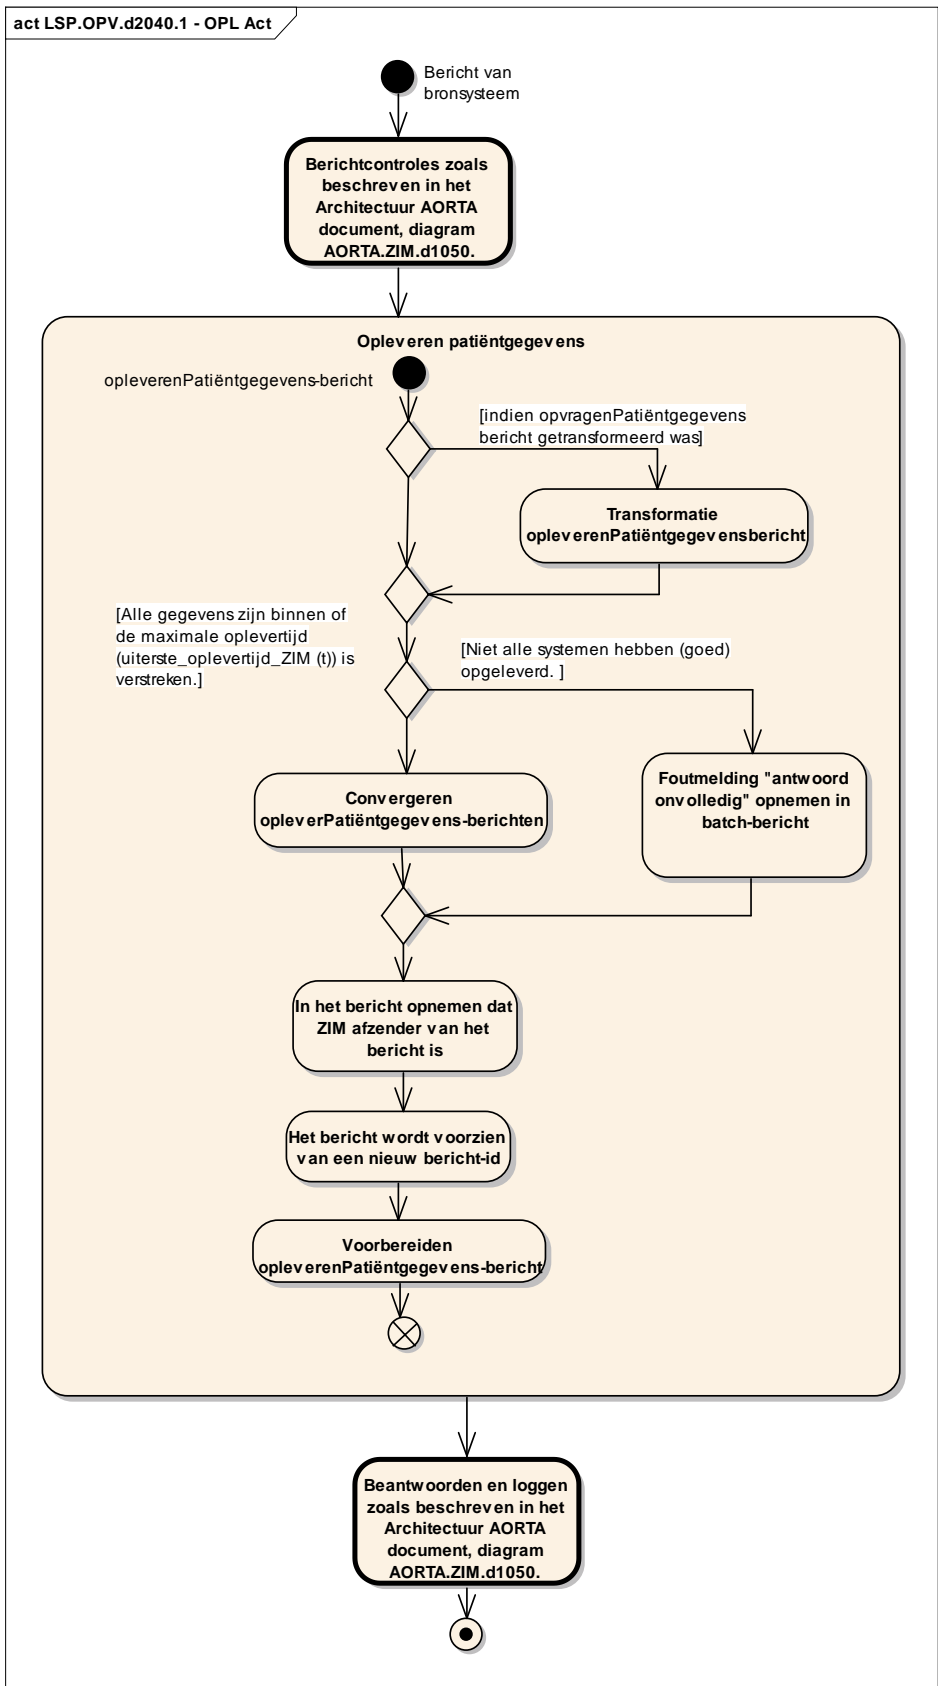 act LSP.OPV.d2040.1 - OPL Act
Bericht van
bronsysteem
Berichtcontroles zoals
beschreven in het
Architectuur AORTA
document, diagram
AORTA.ZIM.d1050.
Opleveren patiëntgegevens
opleverenPatiëntgegevens-bericht
[indien opvragenPatiëntgegevens
bericht getransformeerd was]
Transformatie
opleverenPatiëntgegevensbericht
[Alle gegevens zijn binnen of
de maximale oplevertijd
(uiterste_oplevertijd_ZIM (t)) is
verstreken.]
[Niet alle systemen hebben (goed)
opgeleverd. ]
Convergeren
opleverPatiëntgegevens-berichten
Foutmelding "antwoord
onvolledig" opnemen in
batch-bericht
In het bericht opnemen dat
ZIM afzender van het
bericht is
Het bericht wordt voorzien
van een nieuw bericht-id
Voorbereiden
opleverenPatiëntgegevens-bericht
Beantwoorden en loggen
zoals beschreven in het
Architectuur AORTA
document, diagram
AORTA.ZIM.d1050.